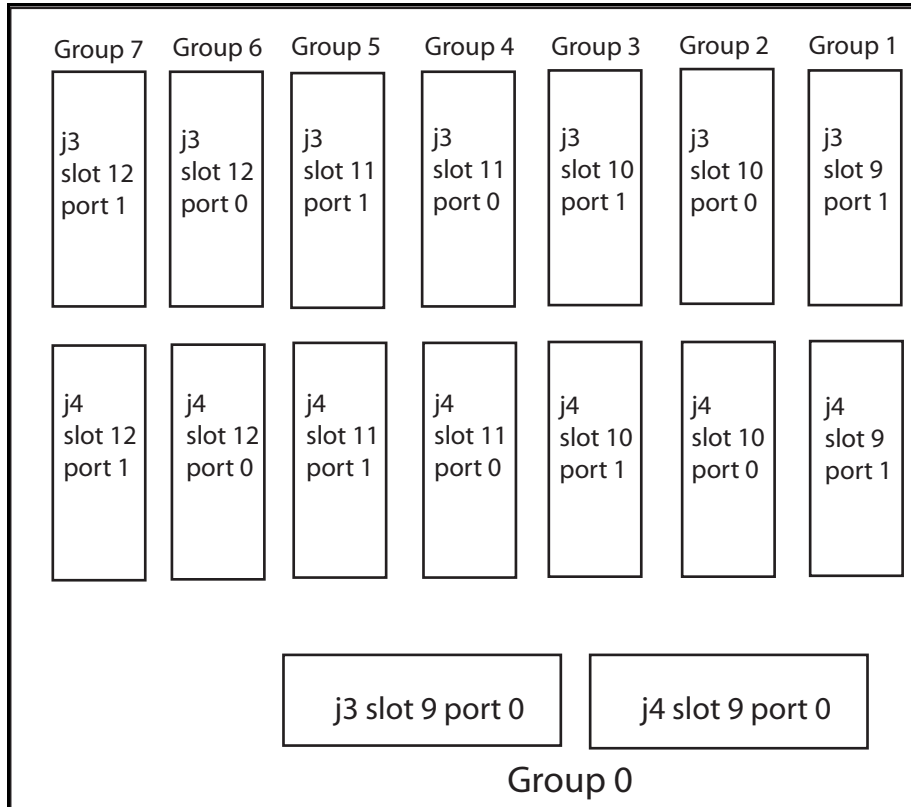 Group 7
Group 6
Group 5
Group 4
Group 3
Group 2
Group 1
j3
slot 12
port 1
j3
slot 12
port 0
j3
slot 11
port 1
j3
slot 11
port 0
j3
slot 10
port 1
j3
slot 10
port 0
j3
slot 9
port 1
j4
slot 12
port 1
j4
slot 12
port 0
j4
slot 11
port 1
j4
slot 11
port 0
j4
slot 10
port 1
j4
slot 10
port 0
j4
slot 9
port 1
j3 slot 9 port 0
j4 slot 9 port 0
Group 0